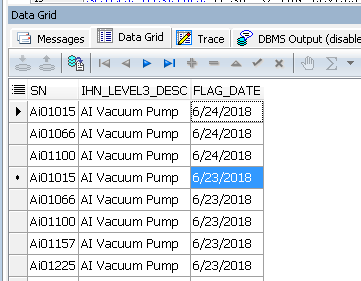 Data Grid
Messages Data Grid Trace DBMS Output (disable
SN IHN_LEVEL3_DESC FLAG_DATE
Ai01015 AI Vacuum Pump 6/24/2018
Ai01066 AI Vacuum Pump 6/24/2018
Ai01100 AI Vacuum Pump 6/24/2018
Ai01015 AI Vacuum Pump 6/23/2018
Ai01066 AI Vacuum Pump 6/23/2018
Ai01100 AI Vacuum Pump 6/23/2018
Ai01157 AI Vacuum Pump 6/23/2018
Ai01225 AI Vacuum Pump 6/23/2018